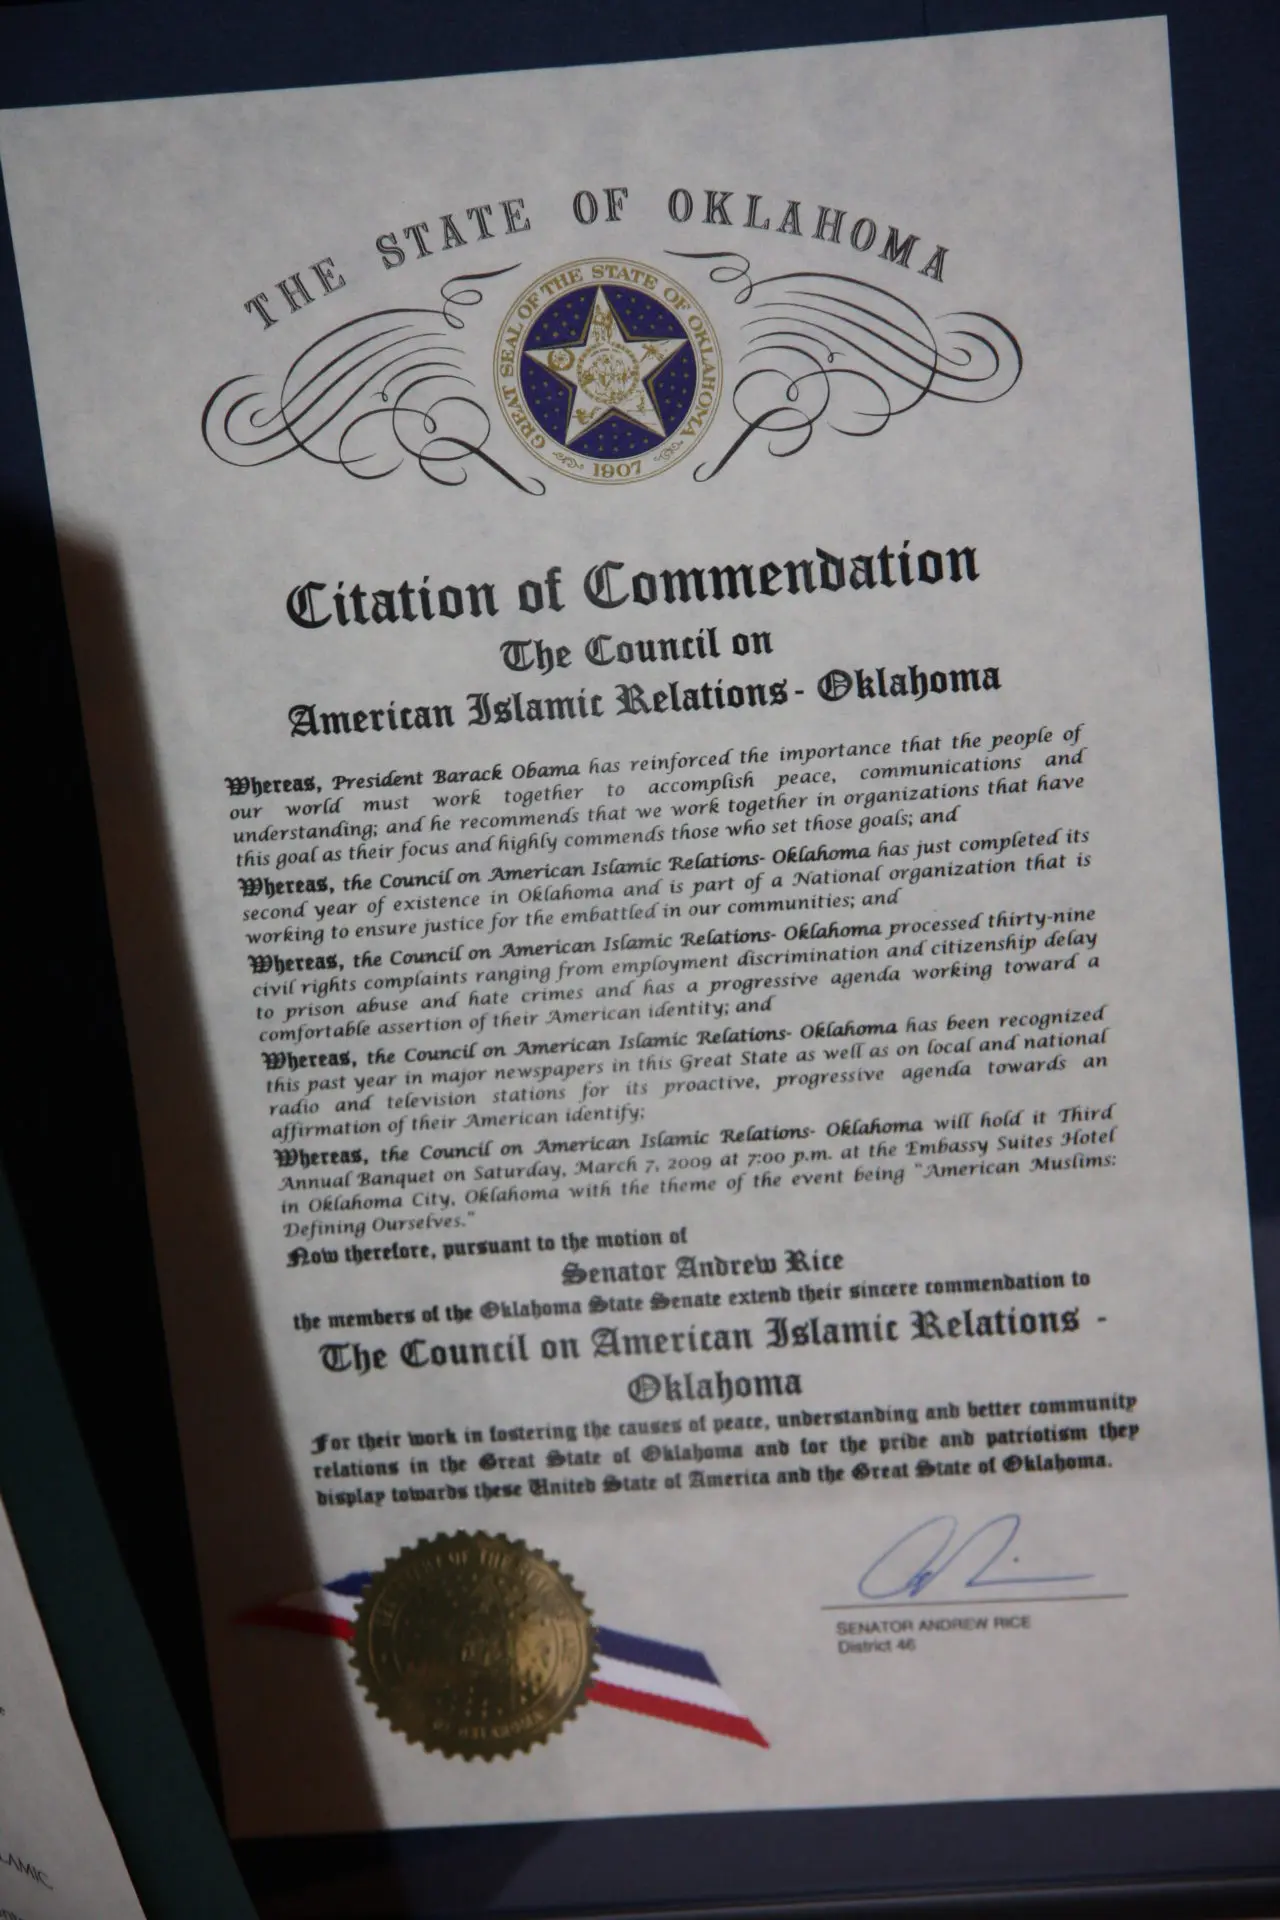 THE STATE OF OKLAHOMA
GREAT SEAL OF THE STATE OF OKLAHOMA
1907
Citation of Commendation
The Council on
American Islamic Relations- Oklahoma
Whereas, President Barack Obama has reinforced the importance that the people of
our world must work together to accomplish peace, communications and
understanding; and he recommends that we work together in organizations that have
this goal as their focus and highly commends those who set those goals; and
Whereas, the Council on American Islamic Relations- Oklahoma has just completed its
second year of existence in Oklahoma and is part of a National organization that is
working to ensure justice for the embattled in our communities; and
Whereas, the Council on American Islamic Relations- Oklahoma processed thirty-nine
civil rights complaints ranging from employment discrimination and citizenship delay
to prison abuse and hate crimes and has a progressive agenda working toward a
comfortable assertion of their American identity; and
Whereas, the Council on American Islamic Relations- Oklahoma has been recognized
this past year in major newspapers in this Great State as well as on local and national
radio and television stations for its proactive, progressive agenda towards an
affirmation of their American identify;
Whereas, the Council on American Islamic Relations- Oklahoma will hold it Third
Annual Banquet on Saturday, March 7, 2009 at 7:00 p.m. at the Embassy Suites Hotel
in Oklahoma City, Oklahoma with the theme of the event being "American Muslims:
Defining Ourselves."
Now therefore, pursuant to the motion of
Senator Andrew Rice
the members of the Oklahoma State Senate extend their sincere commendation to
The Council on American Islamic Relations -
Oklahoma
For their work in fostering the causes of peace, understanding and better community
relations in the Great State of Oklahoma and for the pride and patriotism they
display towards these United State of America and the Great State of Oklahoma.
SENATOR ANDREW RICE
District 46